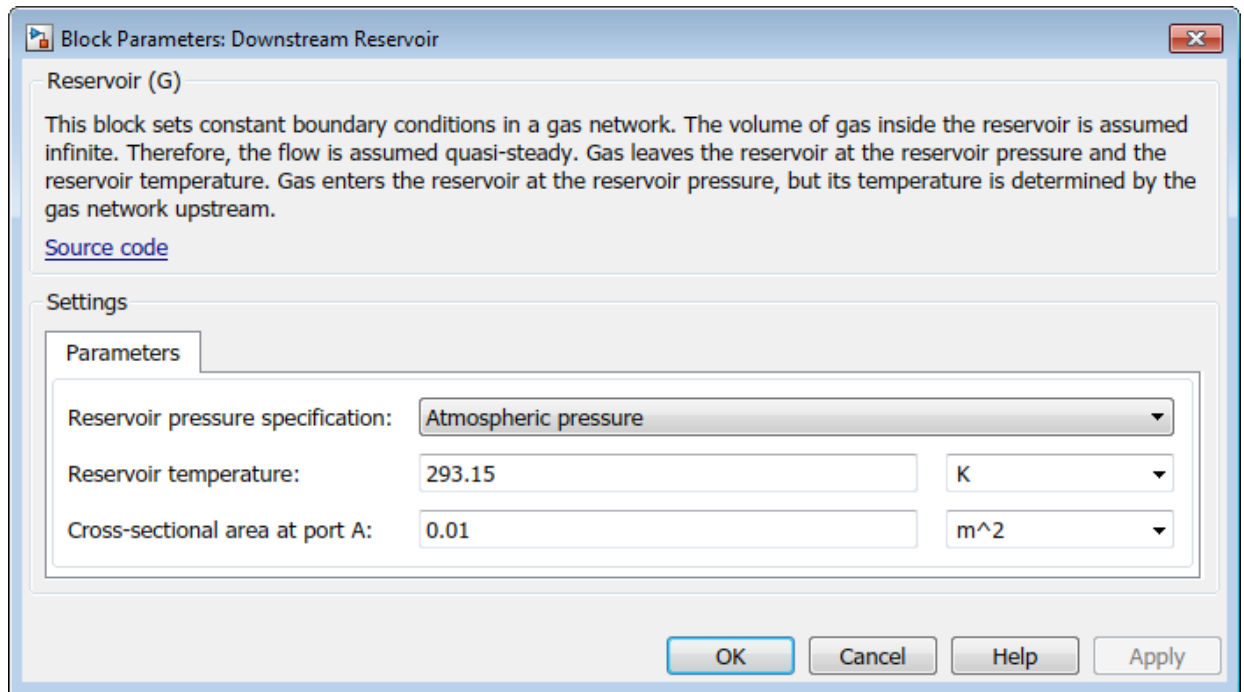 Block Parameters: Downstream Reservoir
Reservoir (G)
This block sets constant boundary conditions in a gas network. The volume of gas inside the reservoir is assumed
infinite. Therefore, the flow is assumed quasi-steady. Gas leaves the reservoir at the reservoir pressure and the
reservoir temperature. Gas enters the reservoir at the reservoir pressure, but its temperature is determined by the
gas network upstream.
Source code
Settings
Parameters
Reservoir pressure specification: Atmospheric pressure
Reservoir temperature: 293.15 K
Cross-sectional area at port A: 0.01 m^2
OK Cancel Help Apply